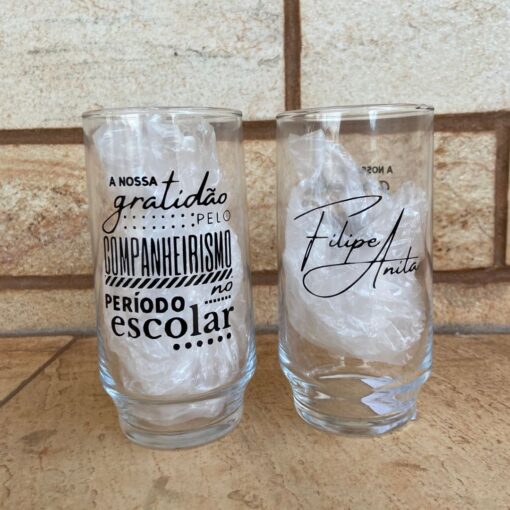 A NOSSA
gratidão
PELO
COMPANHEIRISMO
no
PERÍODO
escolar
A NOSSA
Filipe
Anita